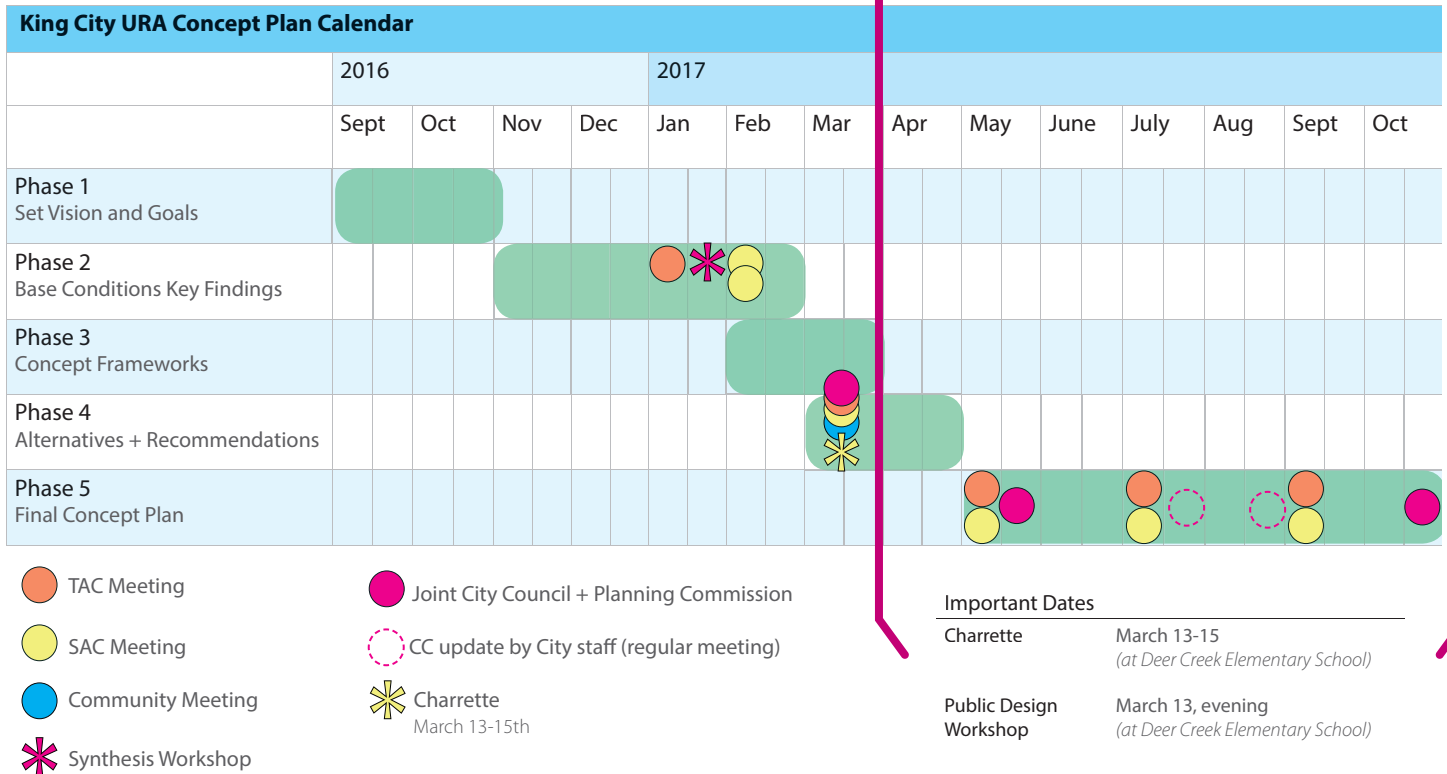 King City URA Concept Plan Calendar
2016 2017
Sept Oct Nov Dec Jan Feb Mar Apr May June July Aug Sept Oct
Phase 1
Set Vision and Goals
Phase 2
Base Conditions Key Findings
Phase 3
Concept Frameworks
Phase 4
Alternatives + Recommendations
Phase 5
Final Concept Plan
TAC Meeting
SAC Meeting
Community Meeting
Synthesis Workshop
Joint City Council + Planning Commission
CC update by City staff (regular meeting)
Charrette
March 13-15th
Important Dates
Charrette March 13-15
(at Deer Creek Elementary School)
Public Design March 13, evening
Workshop (at Deer Creek Elementary School)